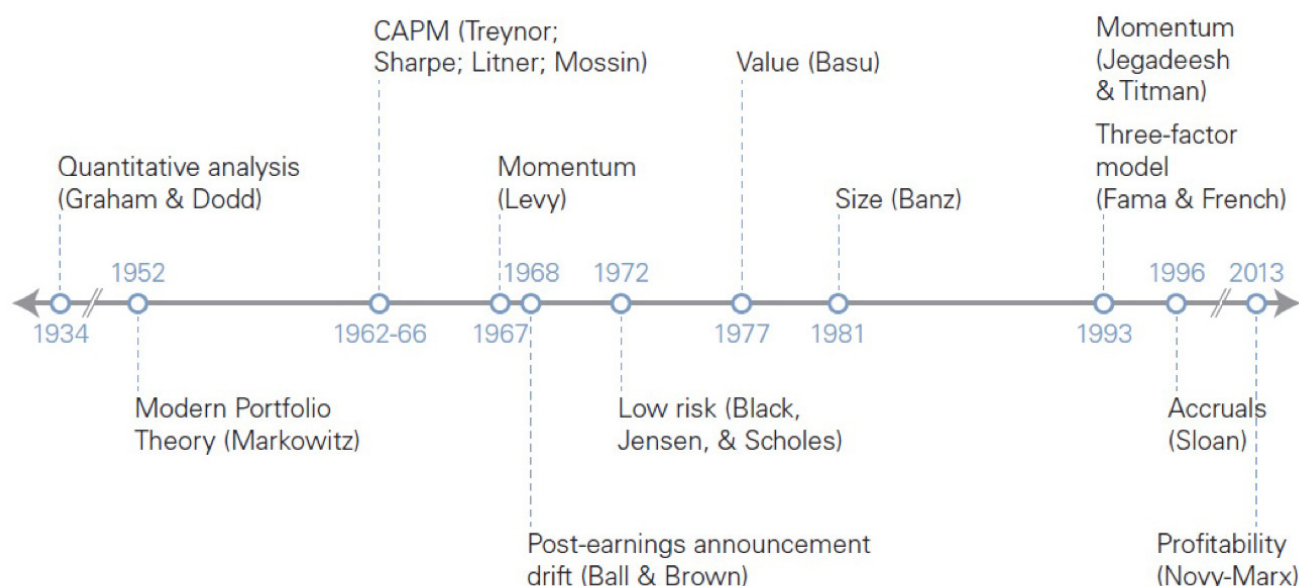 CAPM (Treynor;
Sharpe; Litner; Mossin)
Value (Basu)
Momentum
(Jegadeesh
& Titman)
Three-factor
model
(Fama & French)
Quantitative analysis
(Graham & Dodd)
Momentum
(Levy)
Size (Banz)
1952
1968
1972
1996
2013
1934
1962-66
1967
1977
1981
1993
Modern Portfolio
Theory (Markowitz)
Low risk (Black,
Jensen, & Scholes)
Accruals
(Sloan)
Post-earnings announcement
drift (Ball & Brown)
Profitability
(Novy-Marx)